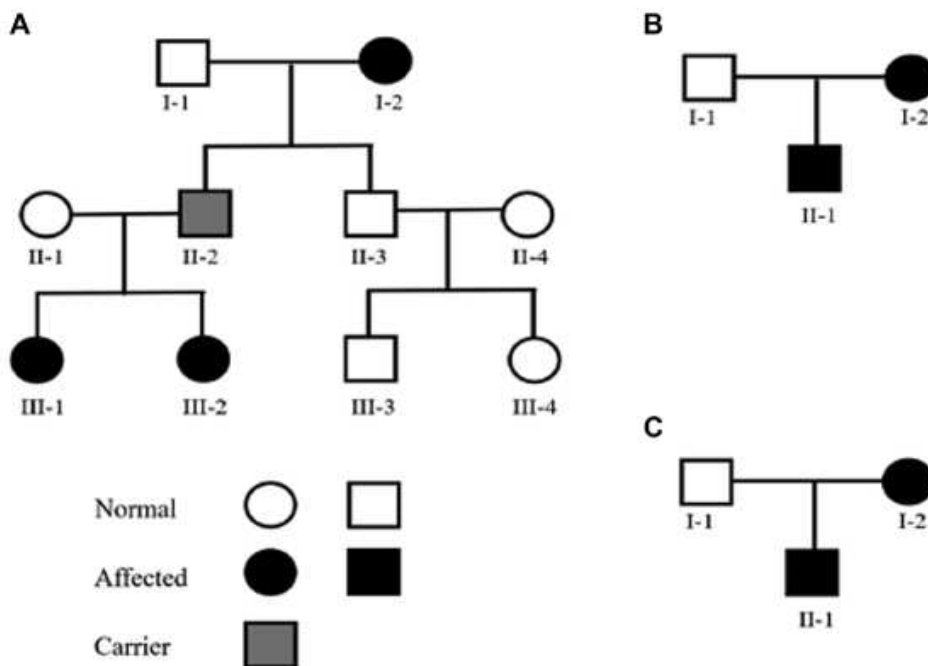 A
I-1
I-2
II-1
II-2
II-3
II-4
III-1
III-2
III-3
III-4
Normal
Affected
Carrier
B
I-1
I-2
II-1
C
I-1
I-2
II-1